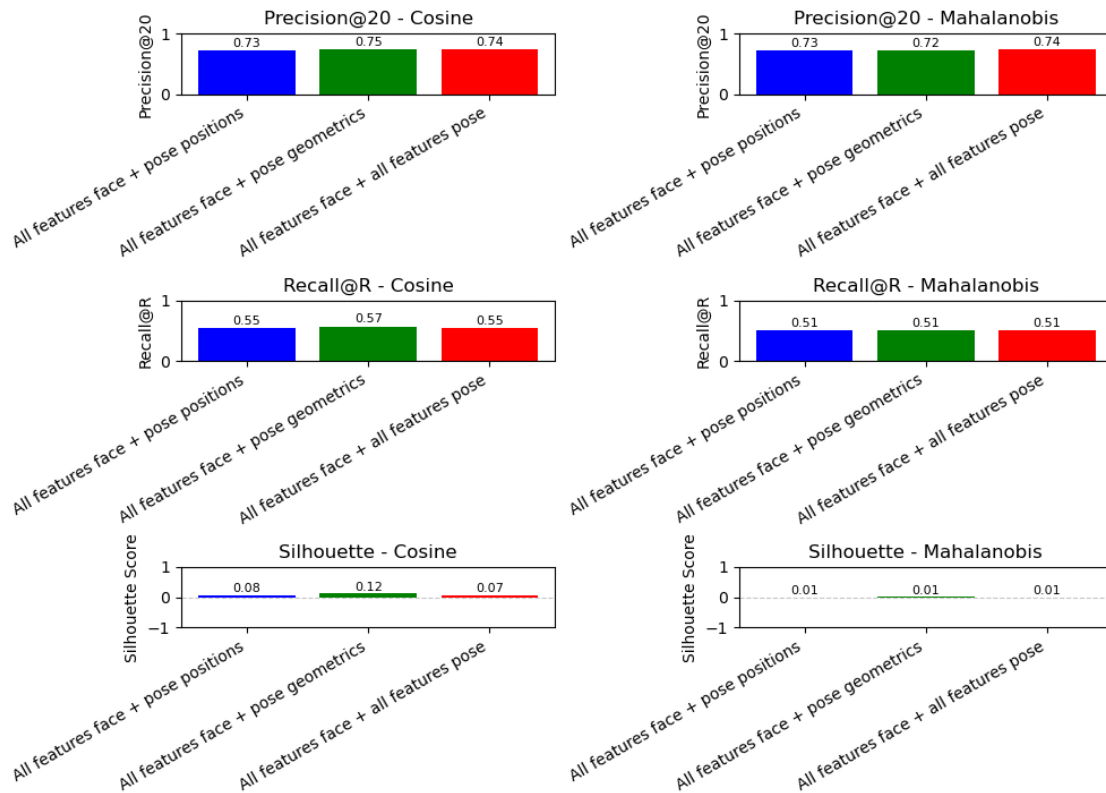 Precision@20 - Cosine
Precision@20
1
0
0.73
0.75
0.74
All features face + pose positions
All features face + pose geometrics
All features face + all features pose
Precision@20 - Mahalanobis
Precision@20
1
0
0.73
0.72
0.74
All features face + pose positions
All features face + pose geometrics
All features face + all features pose
Recall@R - Cosine
Recall@R
1
0
0.55
0.57
0.55
All features face + pose positions
All features face + pose geometrics
All features face + all features pose
Recall@R - Mahalanobis
Recall@R
1
0
0.51
0.51
0.51
All features face + pose positions
All features face + pose geometrics
All features face + all features pose
Silhouette - Cosine
Silhouette Score
1
0
−1
0.08
0.12
0.07
All features face + pose positions
All features face + pose geometrics
All features face + all features pose
Silhouette - Mahalanobis
Silhouette Score
1
0
−1
0.01
0.01
0.01
All features face + pose positions
All features face + pose geometrics
All features face + all features pose